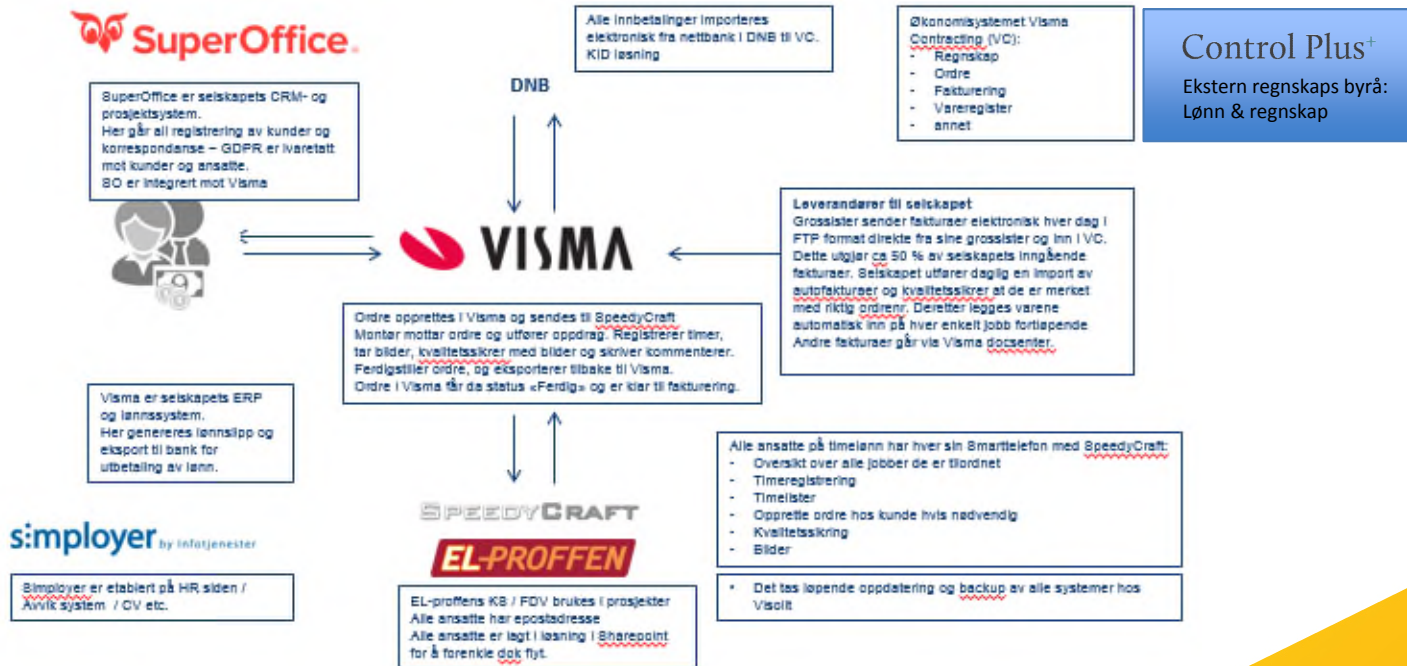 SuperOffice.
SuperOffice er selskapets CRM- og
prosjektsystem.
Her går all registrering av kunder og
korrespondanse – GDPR er ivaretatt
mot kunder og ansatte.
SO er integrert mot Visma
Alle innbetalinger importeres
elektronisk fra nettbank i DNB til VC.
KID løsning
DNB
Økonomisystemet Visma
Contracting (VC):
- Regnskap
- Ordre
- Fakturering
- Vareregister
- annet
Control Plus+
Ekstern regnskaps byrå:
Lønn & regnskap
VISMA
Leverandører til selskapet
Grossister sender fakturaer elektronisk hver dag i
FTP format direkte fra sine grossister og inn i VC.
Dette utgjør ca 50 % av selskapets inngående
fakturaer. Selskapet utfører daglig en import av
autofakturaer og kvalitetssikrer at de er merket
med riktig ordrenr. Deretter legges varene
automatisk inn på hver enkelt jobb fortløpende
Andre fakturaer går via Visma docsenter.
Ordre opprettes i Visma og sendes til SpeedyCraft
Montør mottar ordre og utfører oppdrag. Registrerer timer,
tar bilder, kvalitetssikrer med bilder og skriver kommenterer.
Ferdigstiller ordre, og eksporterer tilbake til Visma.
Ordre i Visma får da status «Ferdig» og er klar til fakturering.
Visma er selskapets ERP
og lønnssystem.
Her genereres lønnslipp og
eksport til bank for
utbetaling av lønn.
Alle ansatte på timelønn har hver sin Smarttelefon med SpeedyCraft:
- Oversikt over alle jobber de er tilordnet
- Timeregistrering
- Timelister
- Opprette ordre hos kunde hvis nødvendig
- Kvalitetssikring
- Bilder
SPEEDYCRAFT
EL-PROFFEN
s:mployer by Infotjenester
Simployer er etablert på HR siden /
Avvik system / CV etc.
• Det tas løpende oppdatering og backup av alle systemer hos
Visolit
EL-proffens KS / FDV brukes i prosjekter
Alle ansatte har epostadresse
Alle ansatte er lagt i løsning i Sharepoint
for å forenkle dok flyt.